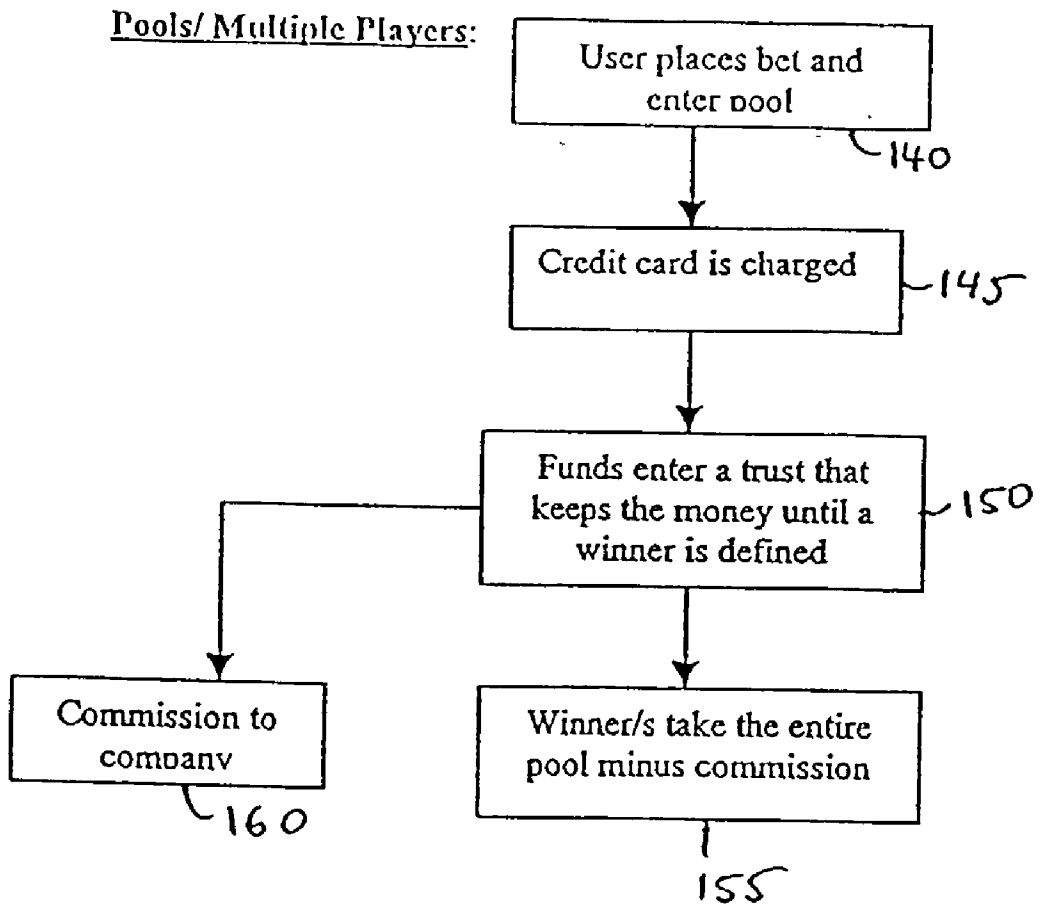 Pools/ Multiple Players:
User places bet and
enter pool
140
Credit card is charged
145
Funds enter a trust that
keeps the money until a
winner is defined
150
Commission to
company
160
Winner/s take the entire
pool minus commission
155